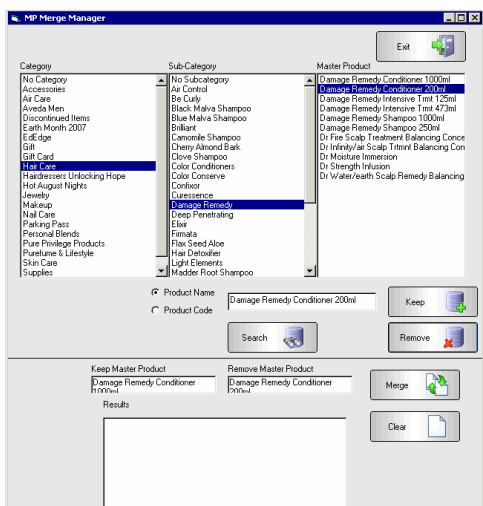 MP Merge Manager
Exit
Category
Sub-Category
Master Product
No Category
Accessories
Air Care
Aveda Men
Discontinued Items
Earth Month 2007
EdEdge
Gift
Gift Card
Hair Care
Hairdressers Unlocking Hope
Hot August Nights
Jewelry
Makeup
Nail Care
Parking Pass
Personal Blends
Pure Privilege Products
Purefume & Lifestyle
Skin Care
Supplies
No Subcategory
Air Control
Be Curly
Black Malva Shampoo
Blue Malva Shampoo
Brilliant
Camomile Shampoo
Cherry Almond Bark
Clove Shampoo
Color Conditioners
Color Conserve
Confixor
Curessence
Damage Remedy
Deep Penetrating
Elixir
Firmata
Flax Seed Aloe
Hair Detoxifier
Light Elements
Madder Root Shampoo
Damage Remedy Conditioner 1000ml
Damage Remedy Conditioner 200ml
Damage Remedy Intensive Trmt 125ml
Damage Remedy Intensive Trmt 473ml
Damage Remedy Shampoo 1000ml
Damage Remedy Shampoo 250ml
Dr Fire Scalp Treatment Balancing Conce
Dr Infinity/air Scalp Trtmnt Balancing Con
Dr Moisture Immersion
Dr Strength Infusion
Dr Water/earth Scalp Remedy Balancing
Product Name
Product Code
Damage Remedy Conditioner 200ml
Keep
Search
Remove
Keep Master Product
Remove Master Product
Damage Remedy Conditioner
1000ml
Damage Remedy Conditioner
200ml
Merge
Results
Clear